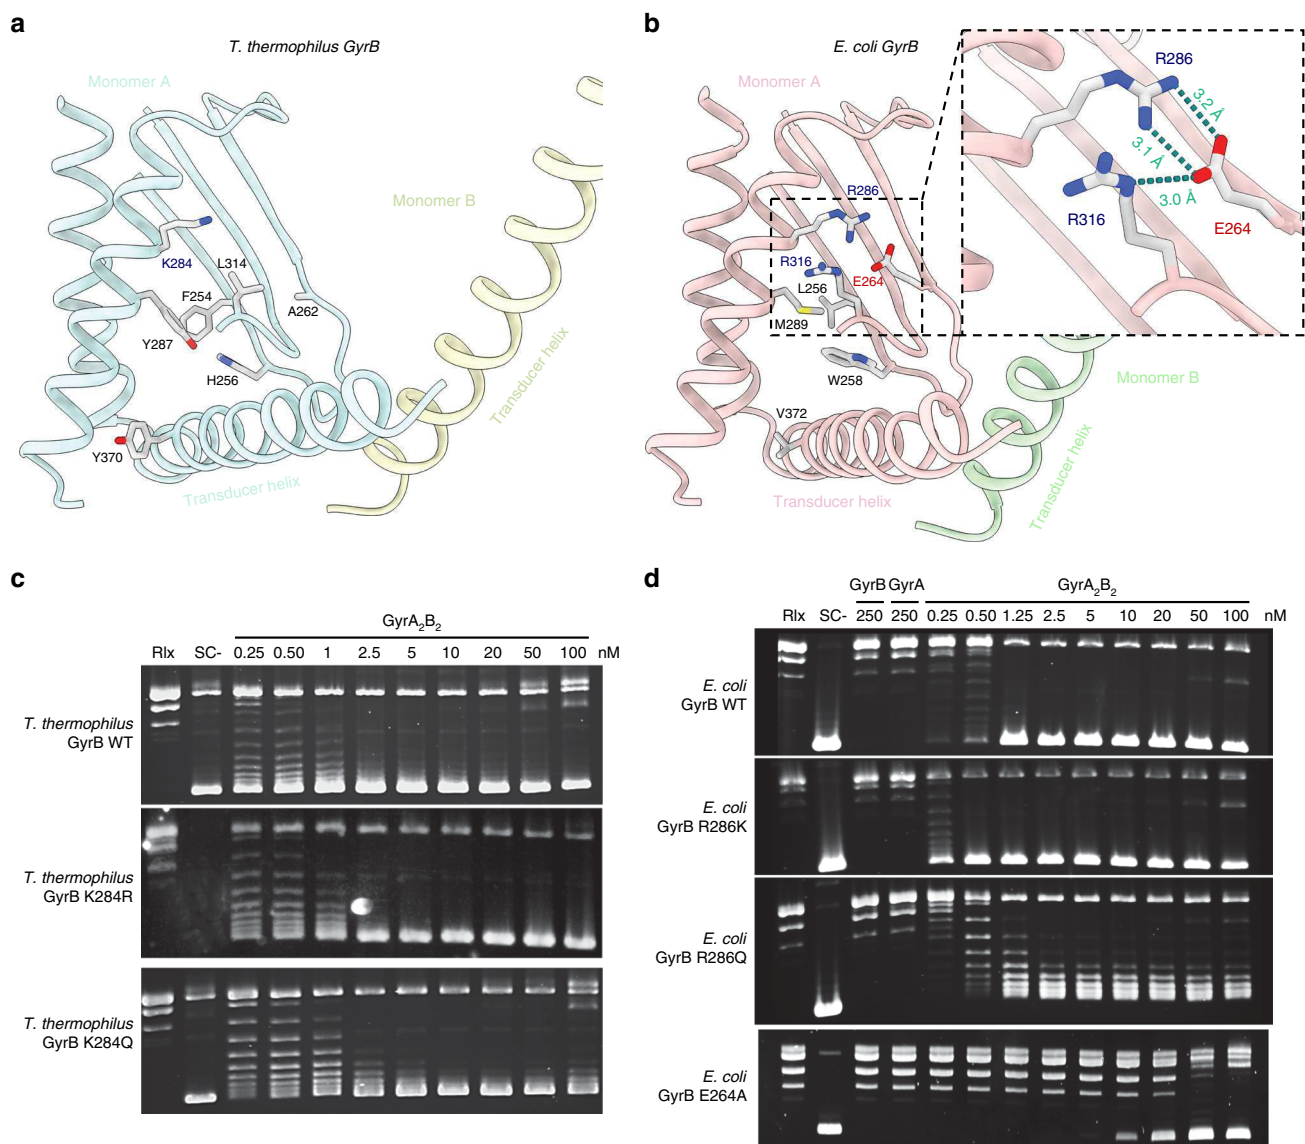 a
T. thermophilus GyrB
Monomer A
Monomer B
K284
L314
F254
A262
Y287
H256
Y370
Transducer helix
Transducer helix
b
E. coli GyrB
Monomer A
R286
R316
E264
L256
M289
W258
V372
Transducer helix
Monomer B
Transducer helix
R286
3.2 Å
3.1 Å
3.0 Å
R316
E264
c
GyrA2B2
Rlx SC- 0.25 0.50 1 2.5 5 10 20 50 100 nM
T. thermophilus
GyrB WT
T. thermophilus
GyrB K284R
T. thermophilus
GyrB K284Q
d
GyrB GyrA GyrA2B2
Rlx SC- 250 250 0.25 0.50 1.25 2.5 5 10 20 50 100 nM
E. coli
GyrB WT
E. coli
GyrB R286K
E. coli
GyrB R286Q
E. coli
GyrB E264A